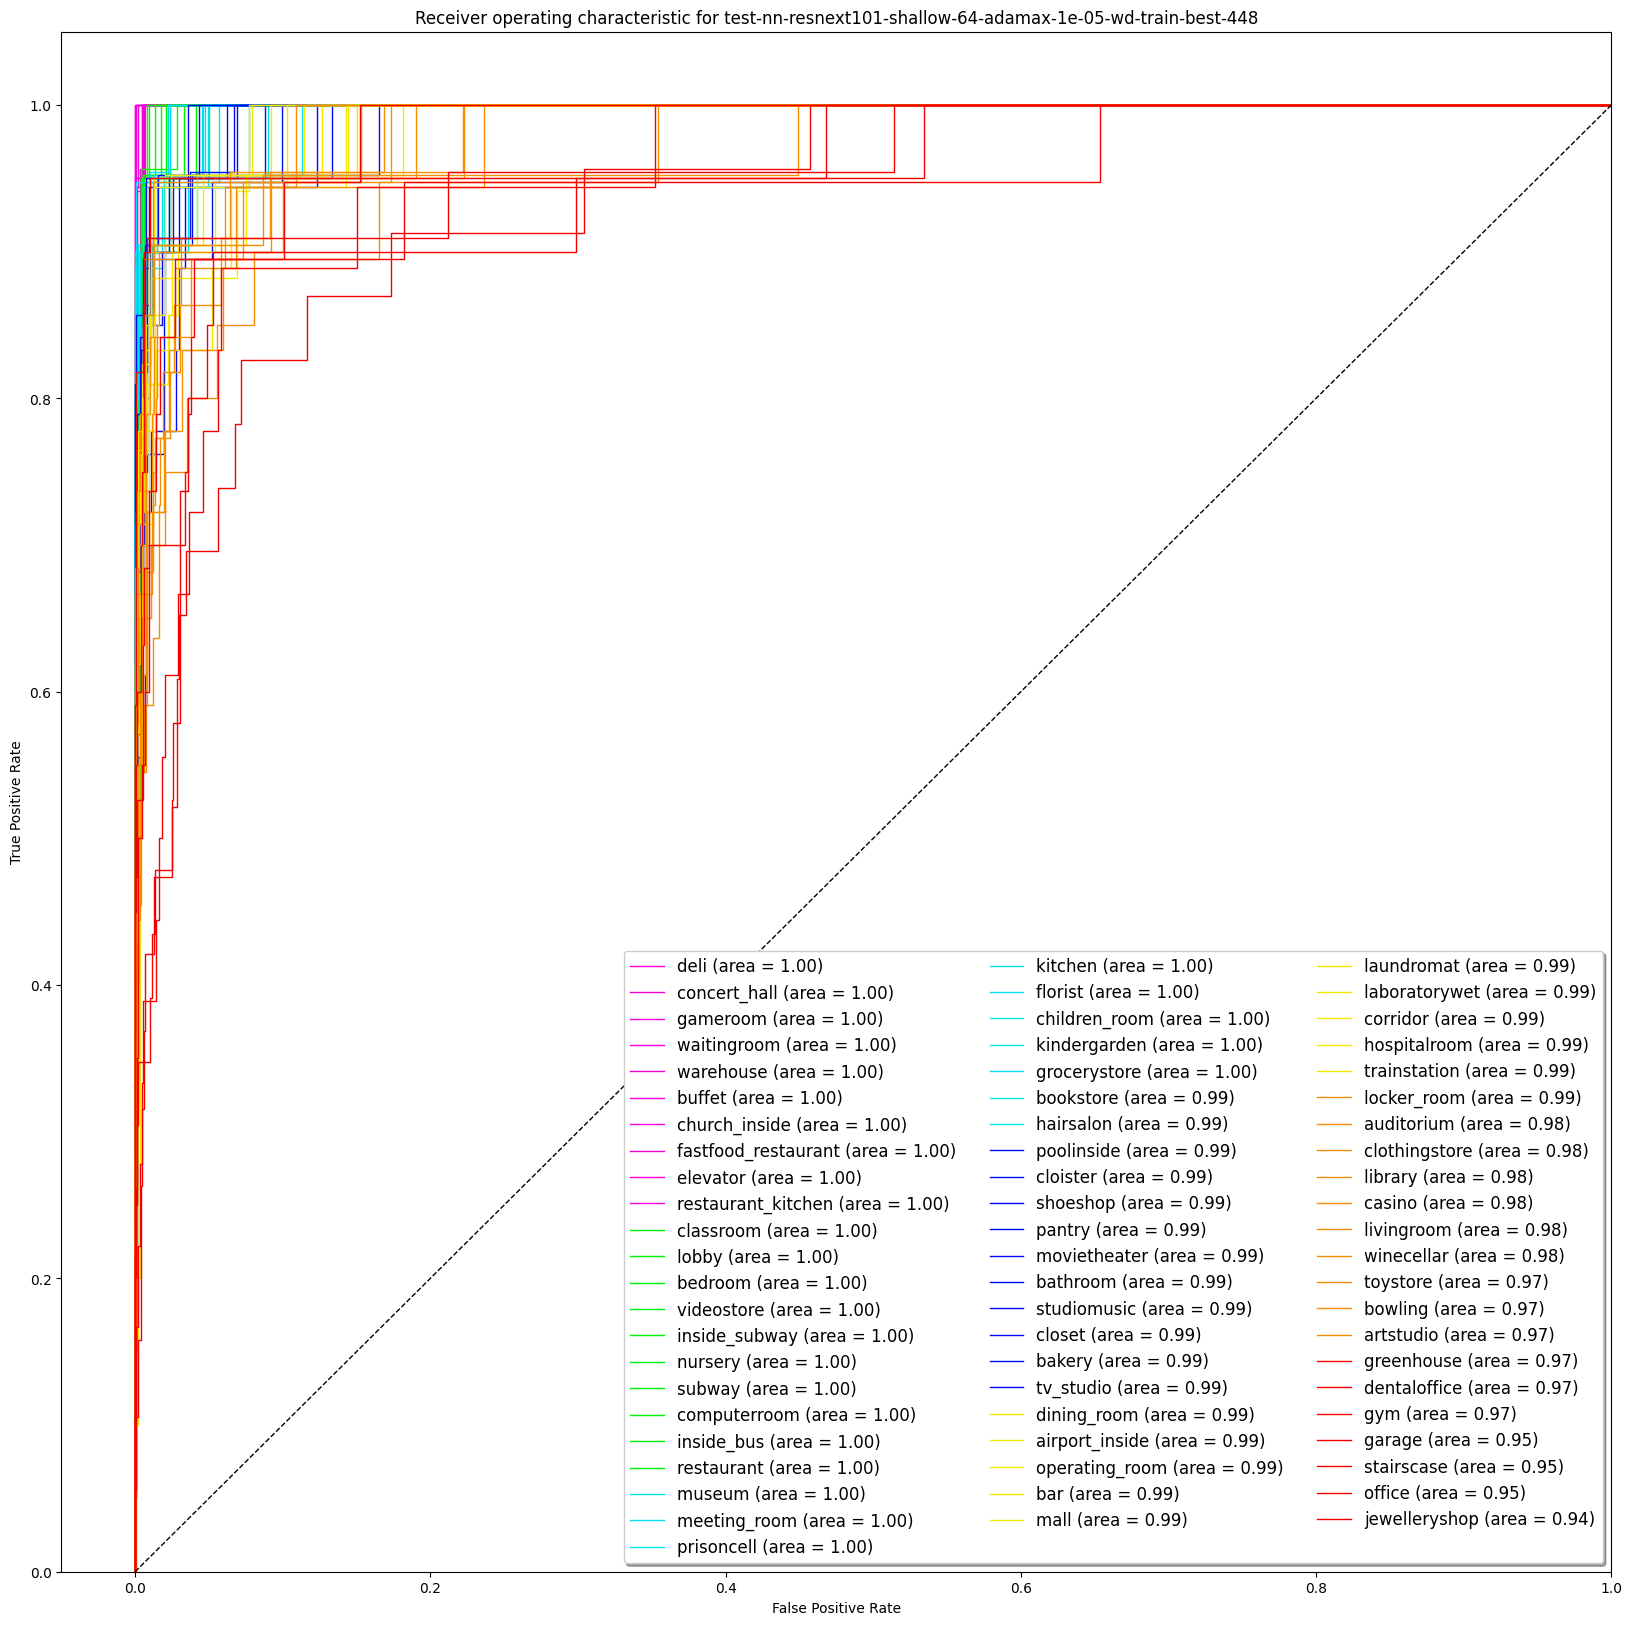 Receiver operating characteristic for test-nn-resnext101-shallow-64-adamax-1e-05-wd-train-best-448
1.0
0.8
0.6
0.4
0.2
0.0
True Positive Rate
deli (area = 1.00)
concert_hall (area = 1.00)
gameroom (area = 1.00)
waitingroom (area = 1.00)
warehouse (area = 1.00)
buffet (area = 1.00)
church_inside (area = 1.00)
fastfood_restaurant (area = 1.00)
elevator (area = 1.00)
restaurant_kitchen (area = 1.00)
classroom (area = 1.00)
lobby (area = 1.00)
bedroom (area = 1.00)
videostore (area = 1.00)
inside_subway (area = 1.00)
nursery (area = 1.00)
subway (area = 1.00)
computerroom (area = 1.00)
inside_bus (area = 1.00)
restaurant (area = 1.00)
museum (area = 1.00)
meeting_room (area = 1.00)
prisoncell (area = 1.00)
kitchen (area = 1.00)
florist (area = 1.00)
children_room (area = 1.00)
kindergarden (area = 1.00)
grocerystore (area = 1.00)
bookstore (area = 0.99)
hairsalon (area = 0.99)
poolinside (area = 0.99)
cloister (area = 0.99)
shoeshop (area = 0.99)
pantry (area = 0.99)
movietheater (area = 0.99)
bathroom (area = 0.99)
studiomusic (area = 0.99)
closet (area = 0.99)
bakery (area = 0.99)
tv_studio (area = 0.99)
dining_room (area = 0.99)
airport_inside (area = 0.99)
operating_room (area = 0.99)
bar (area = 0.99)
mall (area = 0.99)
laundromat (area = 0.99)
laboratorywet (area = 0.99)
corridor (area = 0.99)
hospitalroom (area = 0.99)
trainstation (area = 0.99)
locker_room (area = 0.99)
auditorium (area = 0.98)
clothingstore (area = 0.98)
library (area = 0.98)
casino (area = 0.98)
livingroom (area = 0.98)
winecellar (area = 0.98)
toystore (area = 0.97)
bowling (area = 0.97)
artstudio (area = 0.97)
greenhouse (area = 0.97)
dentaloffice (area = 0.97)
gym (area = 0.97)
garage (area = 0.95)
stairscase (area = 0.95)
office (area = 0.95)
jewelleryshop (area = 0.94)
0.0
0.2
0.4
0.6
0.8
1.0
False Positive Rate